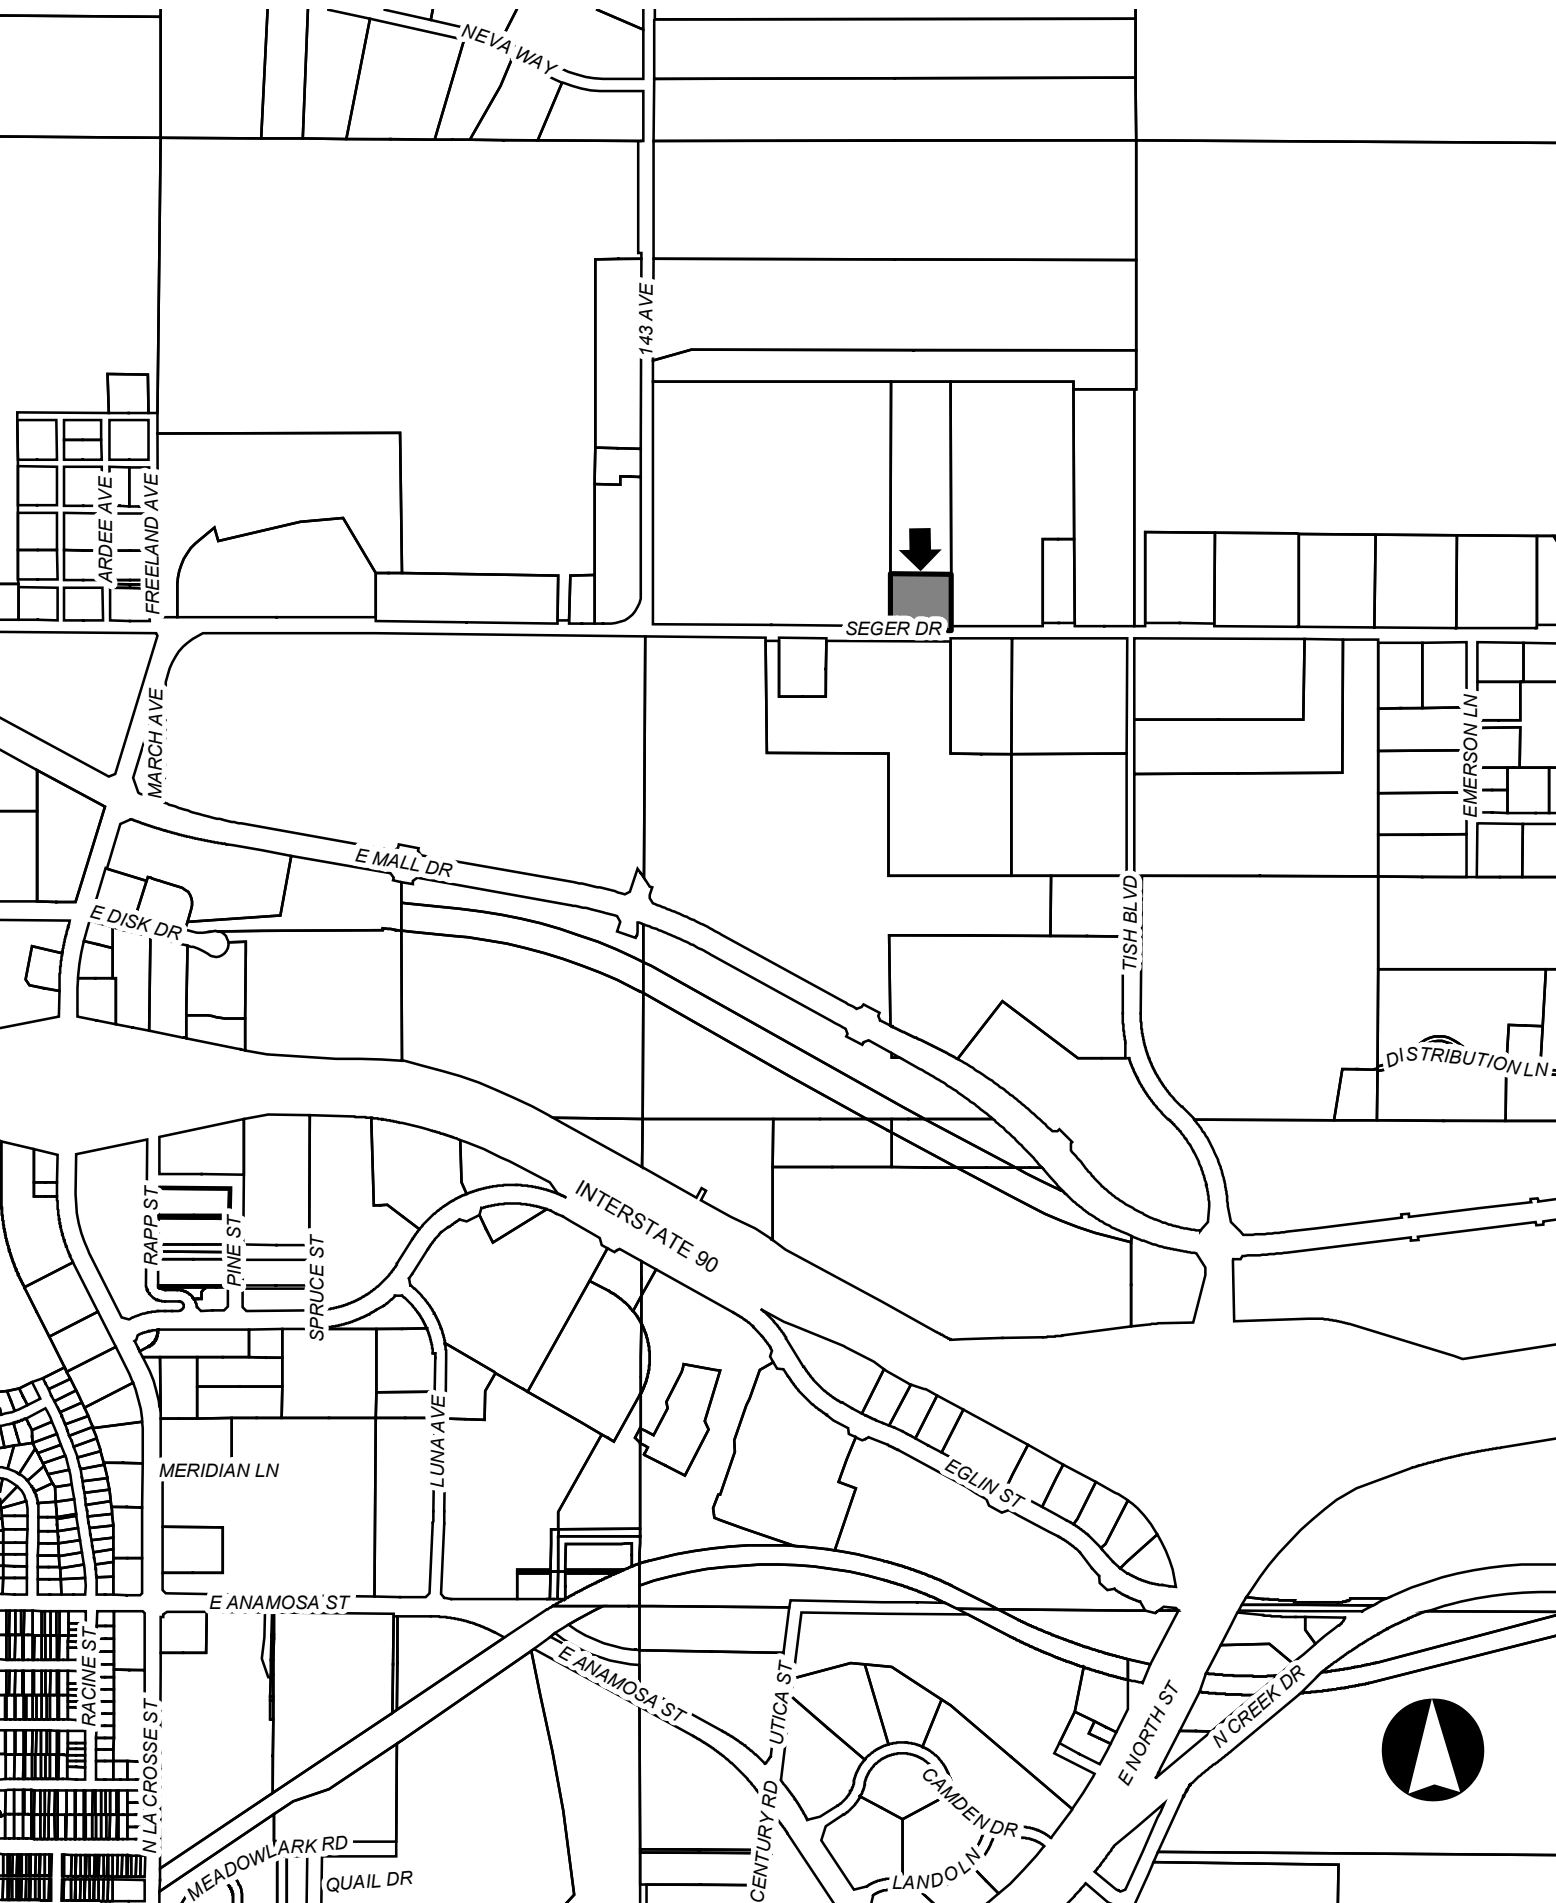 NEVA WAY
143 AVE
ARDEE AVE
FREELAND AVE
SEGER DR
MARCH AVE
EMERSON LN
E MALL DR
E DISK DR
TISH BLVD
DISTRIBUTION LN
RAPP ST
PINE ST
SPRUCE ST
INTERSTATE 90
LUNA AVE
MERIDIAN LN
EGLIN ST
E ANAMOSA ST
RACINE ST
E ANAMOSA ST
UTICA ST
N LA CROSSE ST
E NORTH ST
N CREEK DR
CAMDEN DR
CENTURY RD
MEADOWLARK RD
QUAIL DR
LANDO LN